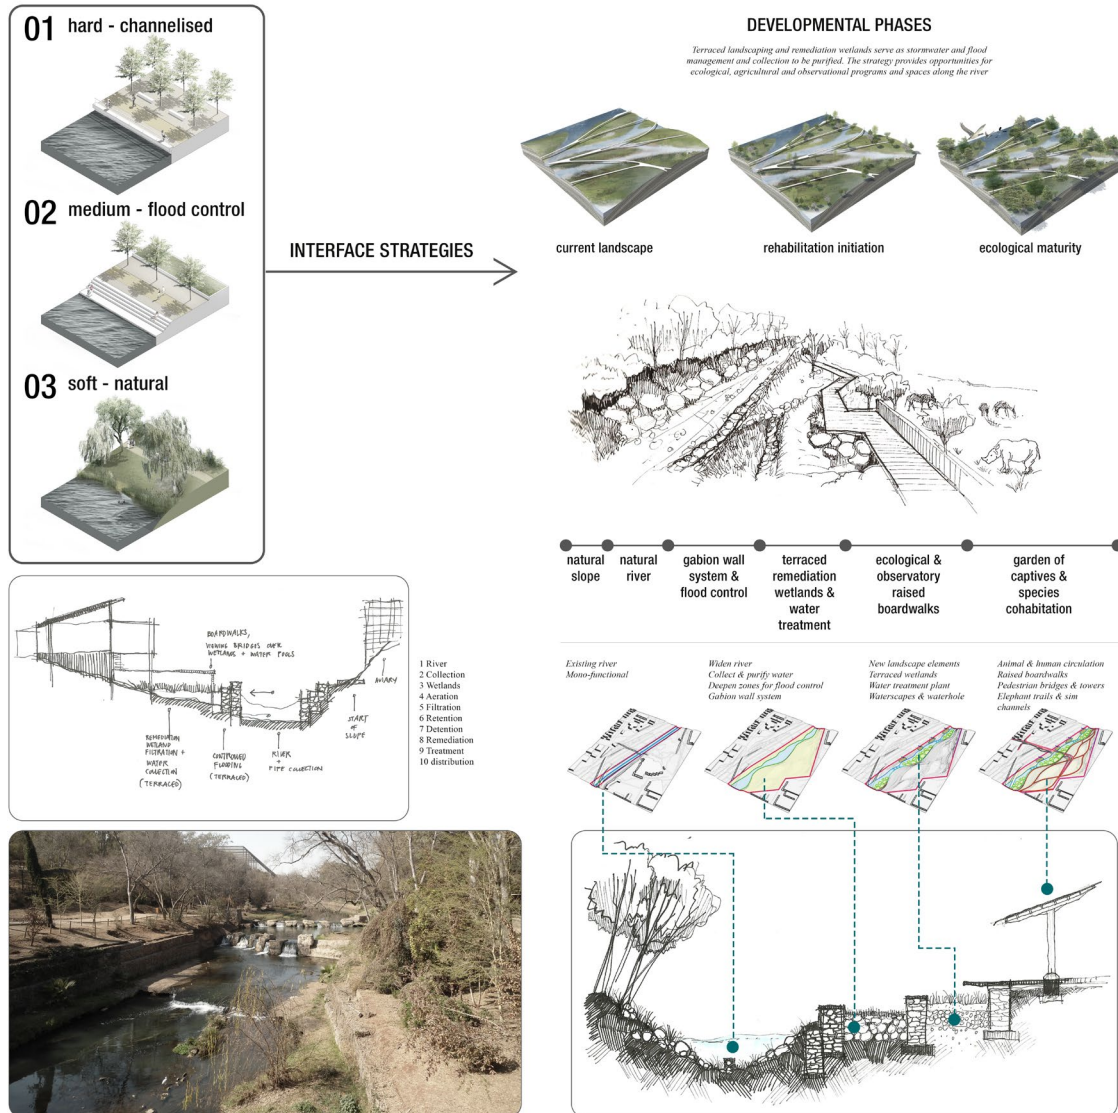 01 hard - channelised
02 medium - flood control
03 soft - natural
INTERFACE STRATEGIES
DEVELOPMENTAL PHASES
Terraced landscaping and remediation wetlands serve as stormwater and flood
management and collection to be purified. The strategy provides opportunities for
ecological, agricultural and observational programs and spaces along the river
current landscape
rehabilitation initiation
ecological maturity
natural
slope
natural
river
gabion wall
system &
flood control
terraced
remediation
wetlands &
water
treatment
ecological &
observatory
raised
boardwalks
garden of
captives &
species
cohabitation
BOARDWALKS,
VIEWING BRIDGES OVER
WETLANDS + WATER POOLS
AVIARY
START
OF
SLOPE
REMEDIATION
WETLAND
FILTRATION +
WATER
COLLECTION
(TERRACED)
CONTROLLED
FLOODING
(TERRACED)
RIVER
+
PIPE COLLECTION
1 River
2 Collection
3 Wetlands
4 Aeration
5 Filtration
6 Retention
7 Detention
8 Remediation
9 Treatment
10 distribution
Existing river
Mono-functional
Widen river
Collect & purify water
Deepen zones for flood control
Gabion wall system
New landscape elements
Terraced wetlands
Water treatment plant
Waterscapes & waterhole
Animal & human circulation
Raised boardwalks
Pedestrian bridges & towers
Elephant trails & sim
channels